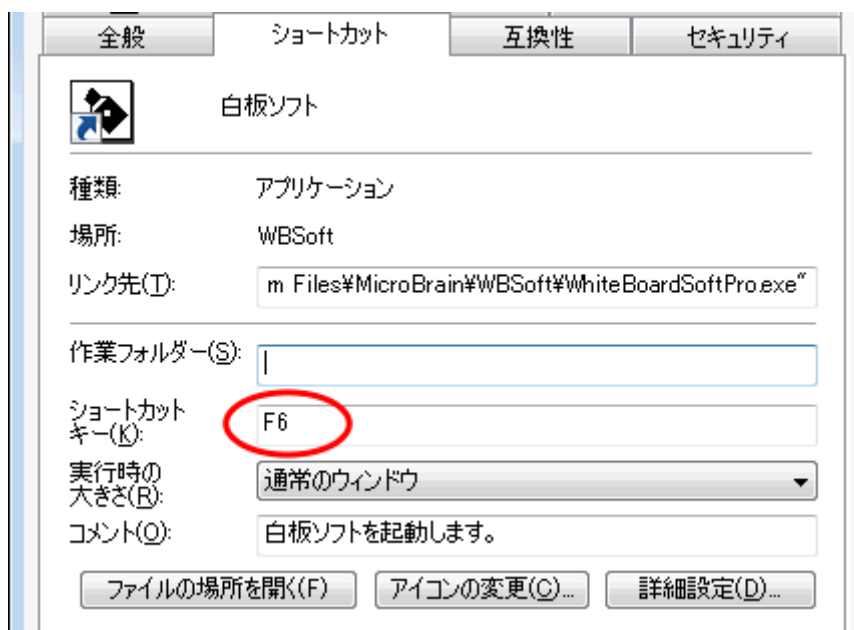 全般 ショートカット 互換性 セキュリティ
白板ソフト
種類: アプリケーション
場所: WBSoft
リンク先(T): m Files¥MicroBrain¥WBSoft¥WhiteBoardSoftPro.exe"
作業フォルダー(S):
ショートカット
キー(K): F6
実行時の
大きさ(R): 通常のウィンドウ
コメント(O): 白板ソフトを起動します。
ファイルの場所を開く(F) アイコンの変更(C)... 詳細設定(D)...